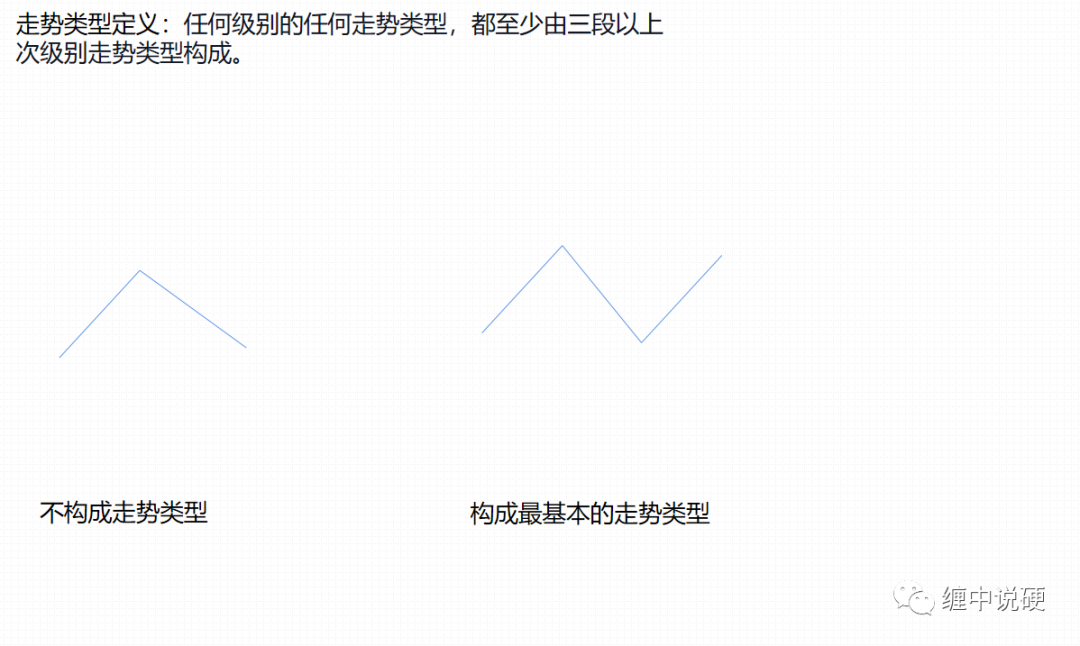 走势类型定义：任何级别的任何走势类型，都至少由三段以上
次级别走势类型构成。
不构成走势类型
构成最基本的走势类型
缠中说硬